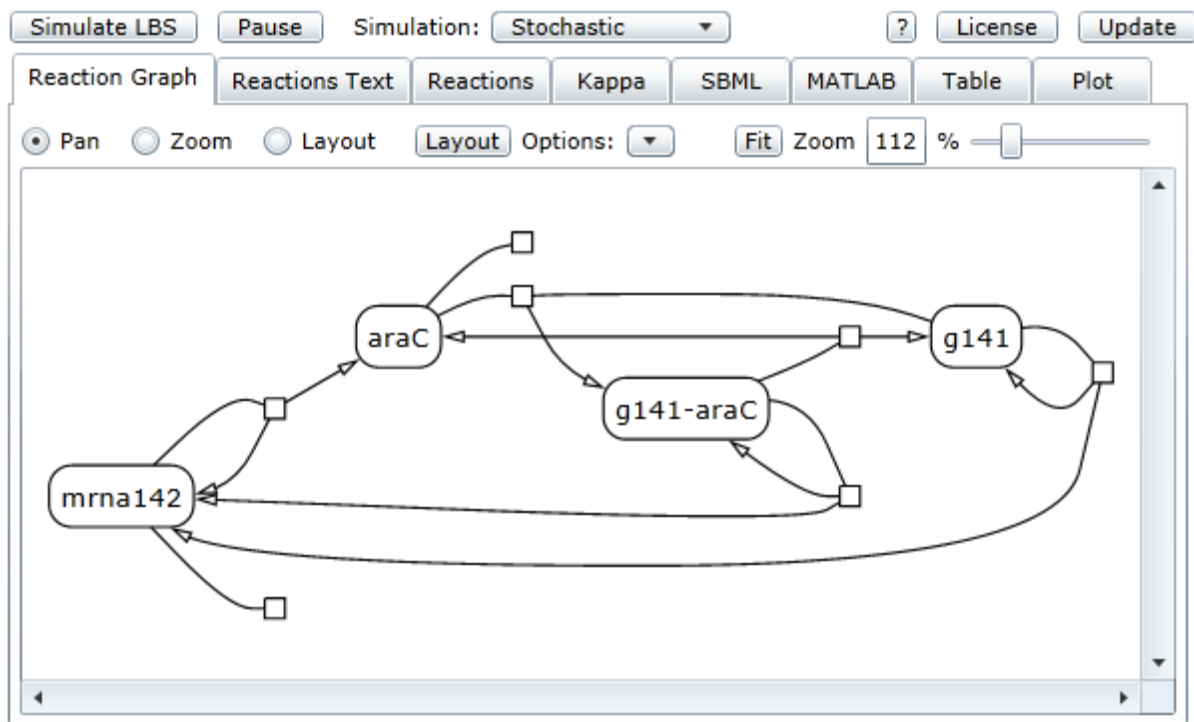 Simulate LBS Pause Simulation: Stochastic ? License Update
Reaction Graph Reactions Text Reactions Kappa SBML MATLAB Table Plot
Pan Zoom Layout Layout Options: Fit Zoom 112 %
araC
g141
g141-araC
mrna142